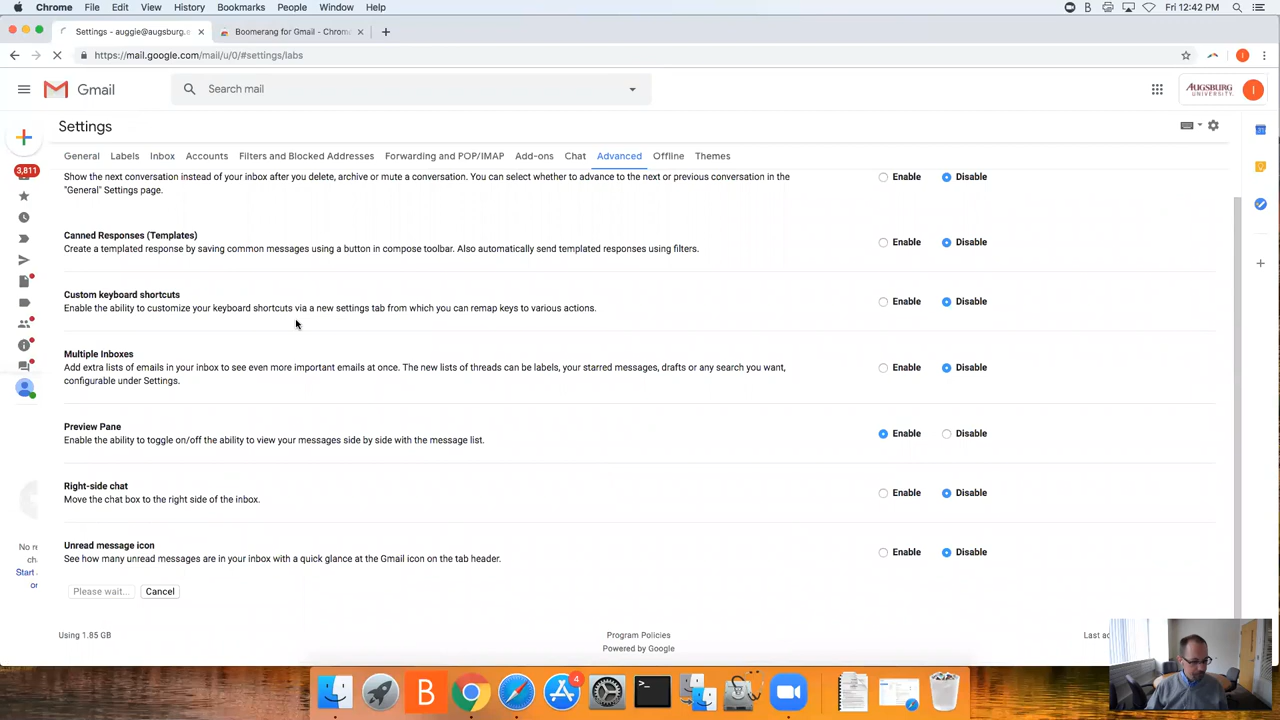 Chrome File Edit View History Bookmarks People Window Help Fri 12:42 PM
Settings - auggie@augsburg.e Boomerang for Gmail - Chrom
https://mail.google.com/mail/u/0/#settings/labs
Gmail Search mail AUGSBURG UNIVERSITY I
Settings
General Labels Inbox Accounts Filters and Blocked Addresses Forwarding and POP/IMAP Add-ons Chat Advanced Offline Themes
3,811
Show the next conversation instead of your inbox after you delete, archive or mute a conversation. You can select whether to advance to the next or previous conversation in the Enable Disable
"General" Settings page.
Canned Responses (Templates)
Create a templated response by saving common messages using a button in compose toolbar. Also automatically send templated responses using filters. Enable Disable
Custom keyboard shortcuts
Enable the ability to customize your keyboard shortcuts via a new settings tab from which you can remap keys to various actions. Enable Disable
Multiple Inboxes
Add extra lists of emails in your inbox to see even more important emails at once. The new lists of threads can be labels, your starred messages, drafts or any search you want, Enable Disable
configurable under Settings.
Preview Pane
Enable the ability to toggle on/off the ability to view your messages side by side with the message list. Enable Disable
Right-side chat
Move the chat box to the right side of the inbox. Enable Disable
Unread message icon
See how many unread messages are in your inbox with a quick glance at the Gmail icon on the tab header. Enable Disable
No re
ch
Start
or
Please wait... Cancel
Using 1.85 GB Program Policies Last ac
Powered by Google
B 4